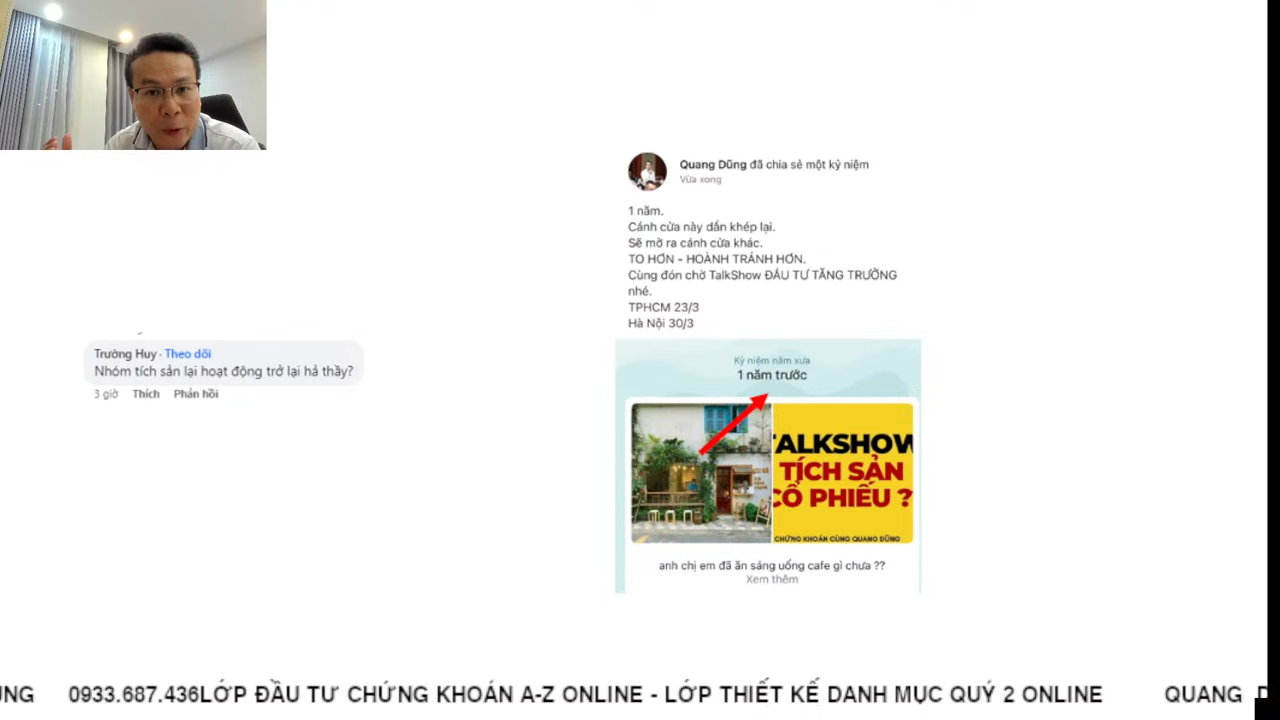 Quang Dũng đã chia sẻ một kỷ niệm
Vừa xong
1 năm.
Cánh cửa này dần khép lại.
Sẽ mở ra cánh cửa khác.
TO HƠN - HOÀNH TRÁNH HƠN.
Cùng đón chờ TalkShow ĐẦU TƯ TĂNG TRƯỞNG
nhé.
TPHCM 23/3
Hà Nội 30/3
Trường Huy · Theo dõi
Nhóm tích sản lại hoạt động trở lại hả thầy?
3 giờ Thích Phản hồi
Kỷ niệm năm xưa
1 năm trước
TALKSHOW
TÍCH SẢN
CỔ PHIẾU ?
CHỨNG KHOÁN CÙNG QUANG DŨNG
anh chị em đã ăn sáng uống cafe gì chưa ??
Xem thêm
ỤNG 0933.687.436LỚP ĐẦU TƯ CHỨNG KHOÁN A-Z ONLINE - LỚP THIẾT KẾ DANH MỤC QUÝ 2 ONLINE QUANG D